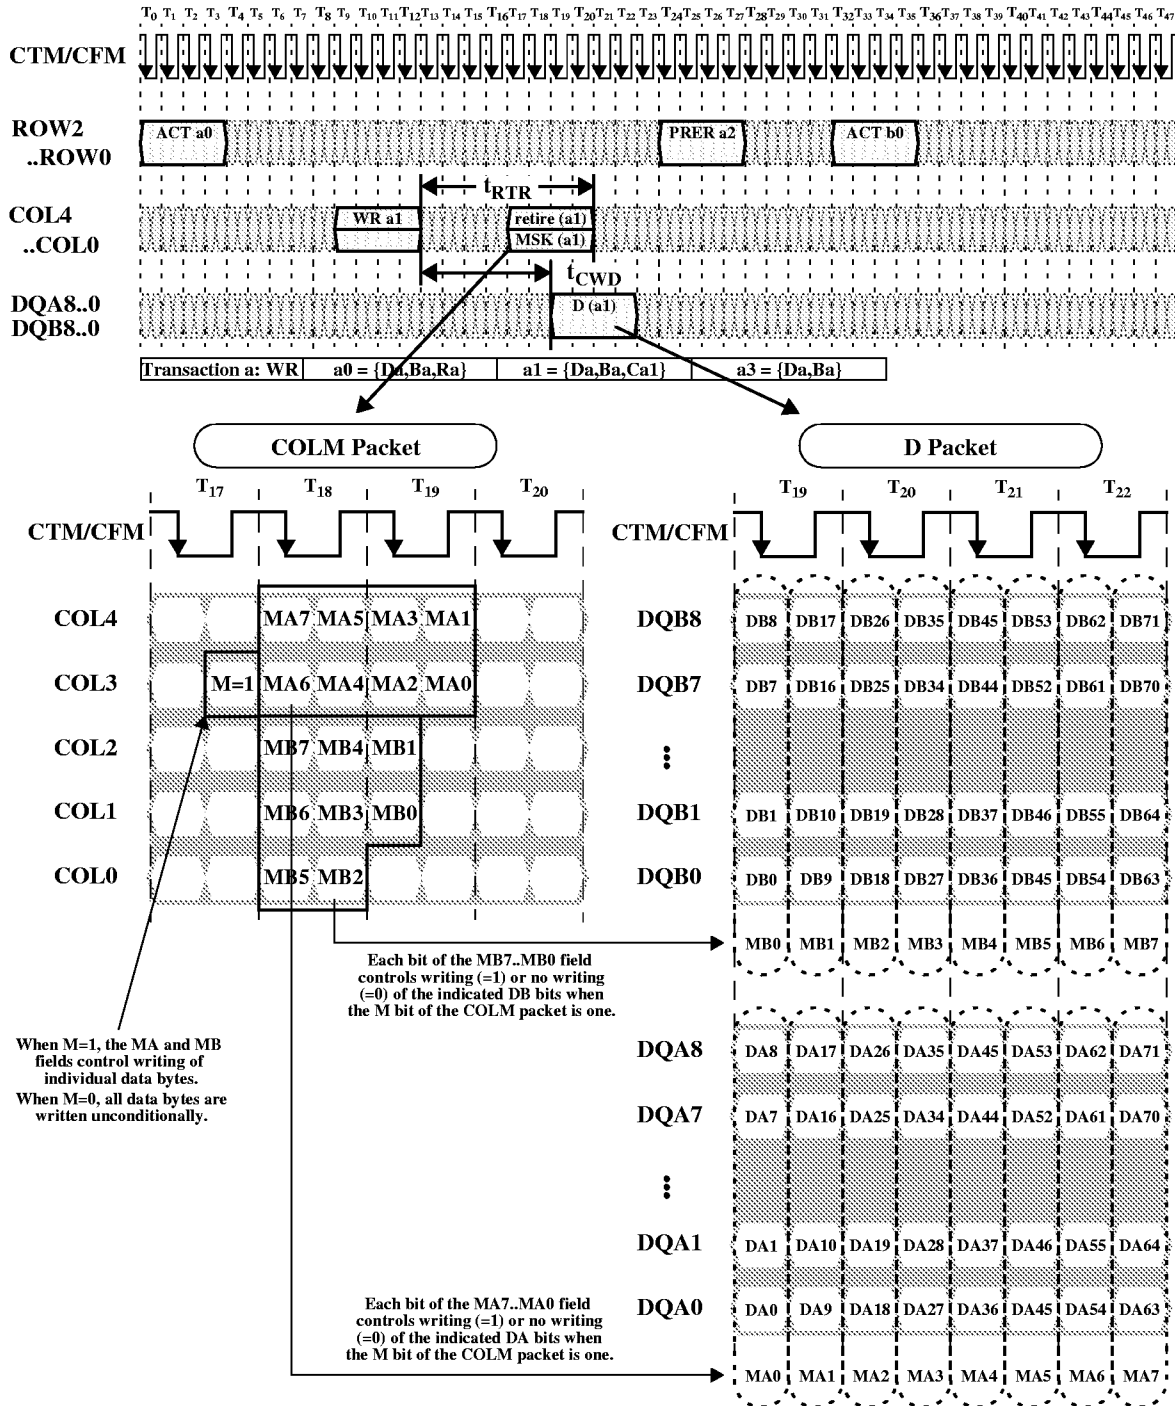 T0 T1 T2 T3 T4 T5 T6 T7 T8 T9 T10 T11 T12 T13 T14 T15 T16 T17 T18 T19 T20 T21 T22 T23 T24 T25 T26 T27 T28 T29 T30 T31 T32 T33 T34 T35 T36 T37 T38 T39 T40 T41 T42 T43 T44 T45 T46 T47
CTM/CFM
ROW2 ACT a0 PRER a2 ACT b0
..ROW0
tRTR
COL4 WR a1 retire (a1)
..COL0 MSK (a1)
tCWD
DQA8..0 D (a1)
DQB8..0
Transaction a: WR a0 = {Da,Ba,Ra} a1 = {Da,Ba,Ca1} a3 = {Da,Ba}
COLM Packet
T17 T18 T19 T20
CTM/CFM
COL4 MA7 MA5 MA3 MA1
COL3 M=1 MA6 MA4 MA2 MA0
COL2 MB7 MB4 MB1
COL1 MB6 MB3 MB0
COL0 MB5 MB2
Each bit of the MB7..MB0 field
controls writing (=1) or no writing
(=0) of the indicated DB bits when
the M bit of the COLM packet is one.
When M=1, the MA and MB
fields control writing of
individual data bytes.
When M=0, all data bytes are
written unconditionally.
Each bit of the MA7..MA0 field
controls writing (=1) or no writing
(=0) of the indicated DA bits when
the M bit of the COLM packet is one.
D Packet
T19 T20 T21 T22
CTM/CFM
DQB8 DB8 DB17 DB26 DB35 DB45 DB53 DB62 DB71
DQB7 DB7 DB16 DB25 DB34 DB44 DB52 DB61 DB70
DQB1 DB1 DB10 DB19 DB28 DB37 DB46 DB55 DB64
DQB0 DB0 DB9 DB18 DB27 DB36 DB45 DB54 DB63
MB0 MB1 MB2 MB3 MB4 MB5 MB6 MB7
DQA8 DA8 DA17 DA26 DA35 DA45 DA53 DA62 DA71
DQA7 DA7 DA16 DA25 DA34 DA44 DA52 DA61 DA70
DQA1 DA1 DA10 DA19 DA28 DA37 DA46 DA55 DA64
DQA0 DA0 DA9 DA18 DA27 DA36 DA45 DA54 DA63
MA0 MA1 MA2 MA3 MA4 MA5 MA6 MA7